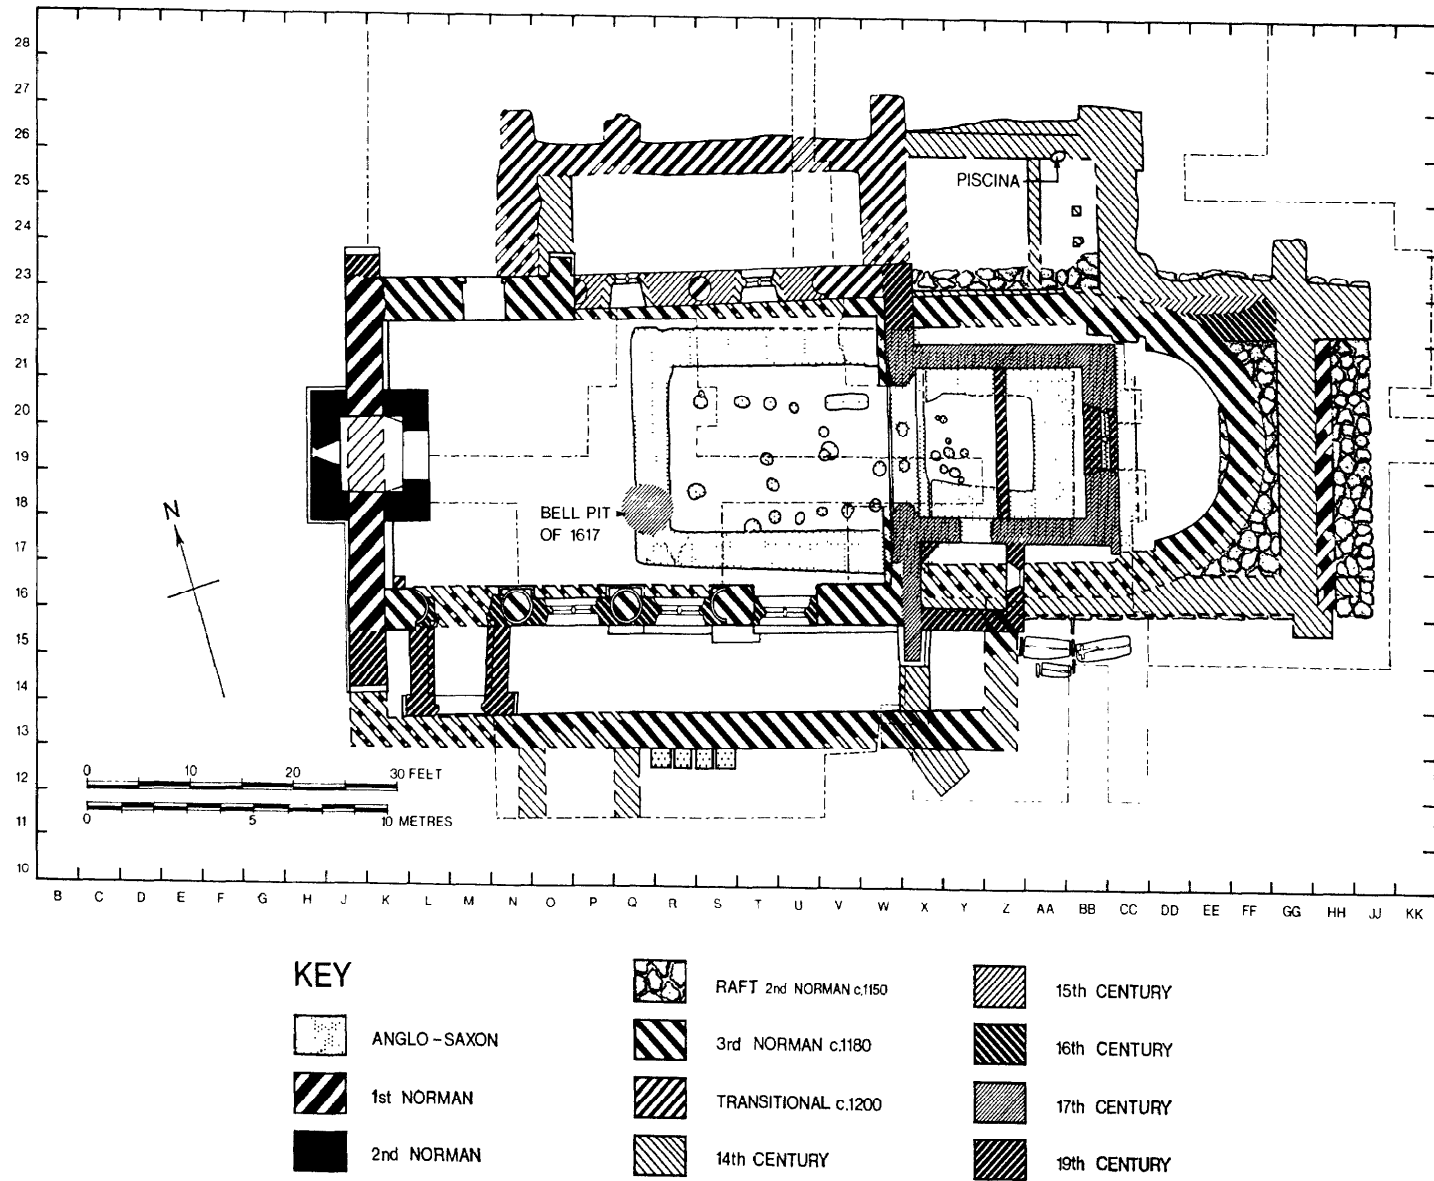 28
27
26
25
24
23
22
21
20
19
18
17
16
15
14
13
12
11
10
PISCINA
N
BELL PIT
OF 1617
0 10 20 30 FEET
0 5 10 METRES
B C D E F G H J K L M N O P Q R S T U V W X Y Z AA BB CC DD EE FF GG HH JJ KK
KEY
ANGLO-SAXON
1st NORMAN
2nd NORMAN
RAFT 2nd NORMAN c.1150
3rd NORMAN c.1180
TRANSITIONAL c.1200
14th CENTURY
15th CENTURY
16th CENTURY
17th CENTURY
19th CENTURY